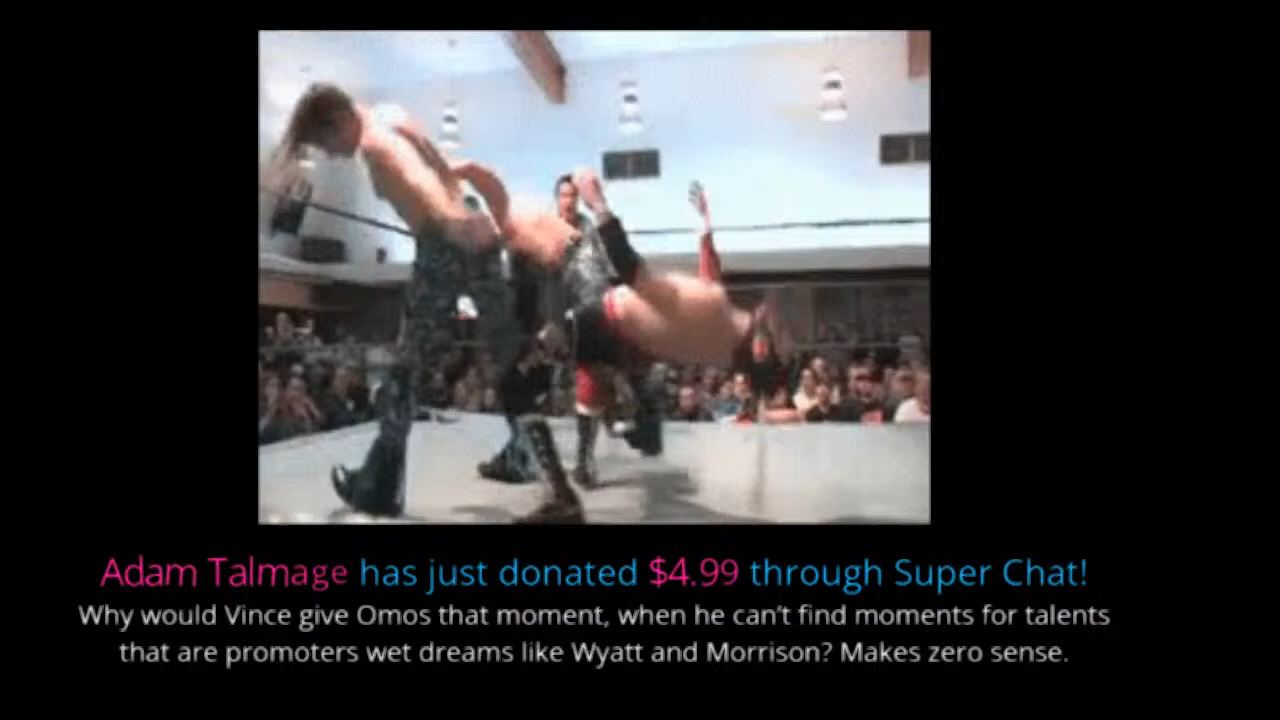 Adam Talmage has just donated $4.99 through Super Chat!
Why would Vince give Omos that moment, when he can't find moments for talents
that are promoters wet dreams like Wyatt and Morrison? Makes zero sense.